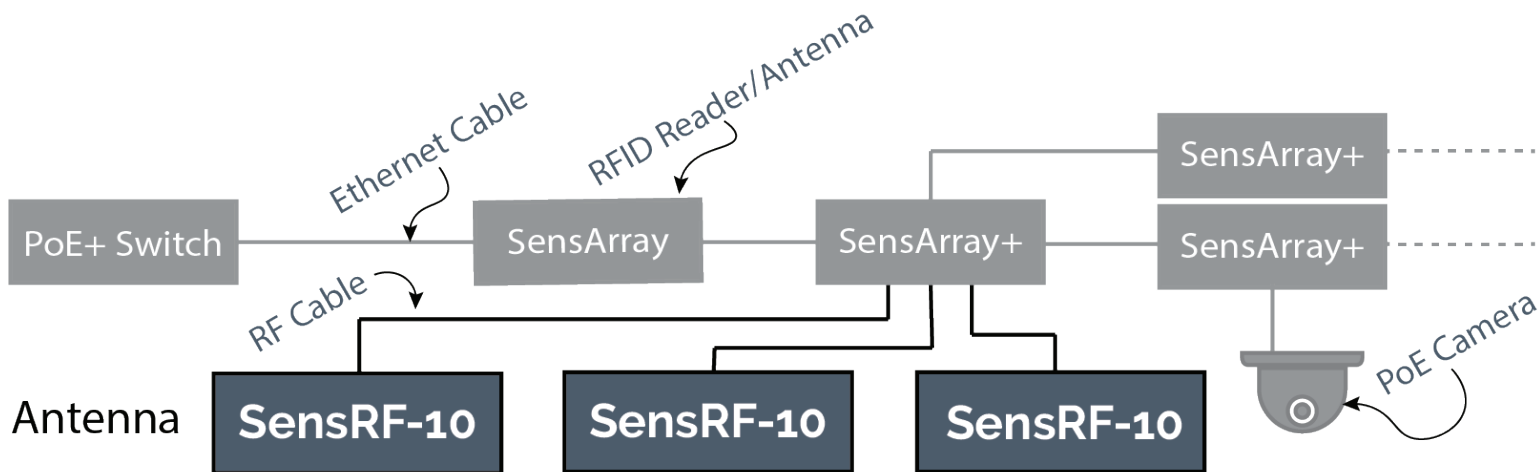 RFID Reader/Antenna
Ethernet Cable
SensArray+
PoE+ Switch
SensArray
SensArray+
SensArray+
RF Cable
PoE Camera
Antenna
SensRF-10
SensRF-10
SensRF-10